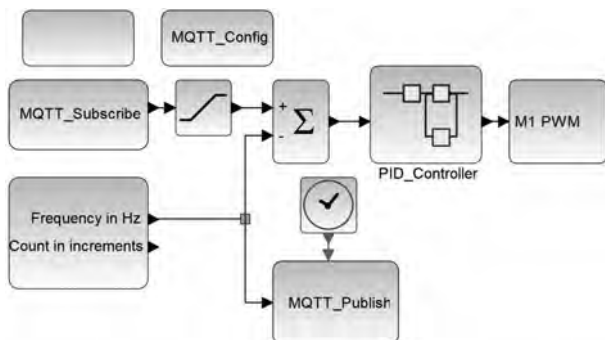 MQTT_Config
MQTT_Subscribe
+
-
Σ
PID_Controller
M1 PWM
Frequency in Hz
Count in increments
MQTT_Publish